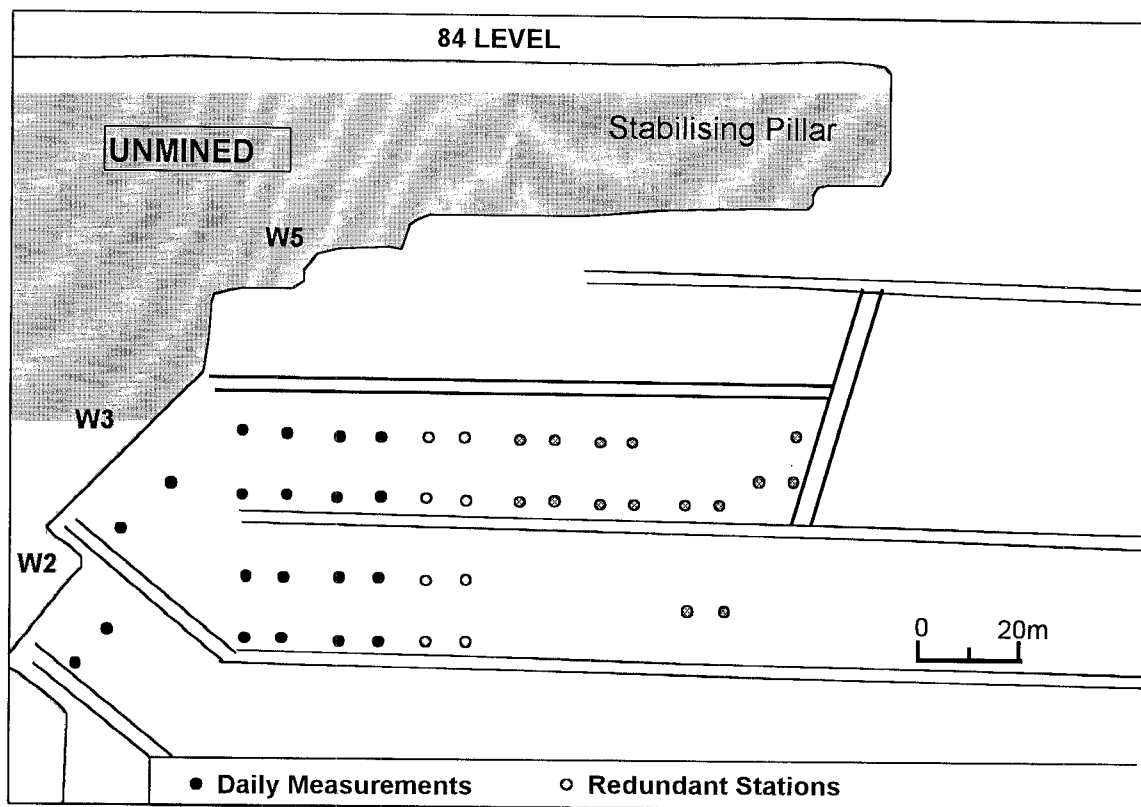 84 LEVEL
Stabilising Pillar
UNMINED
W5
W3
W2
0 20m
Daily Measurements Redundant Stations